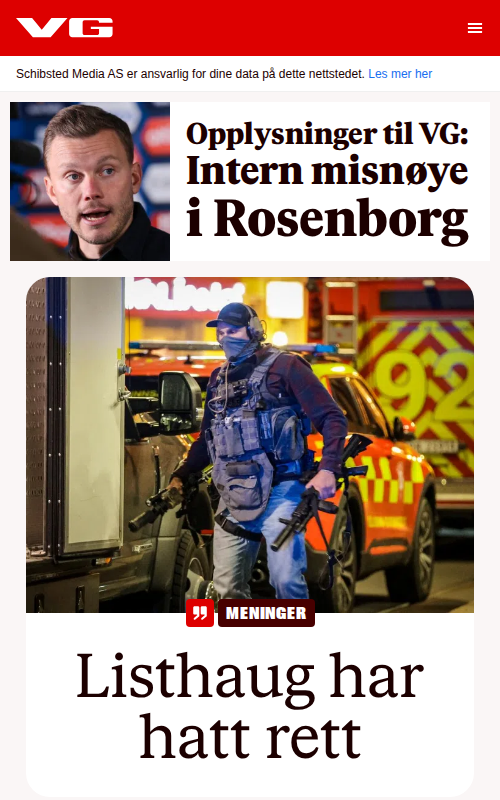 VG
Schibsted Media AS er ansvarlig for dine data på dette nettstedet. Les mer her
Opplysninger til VG:
Intern misnøye
i Rosenborg
92
MENINGER
Listhaug har
hatt rett